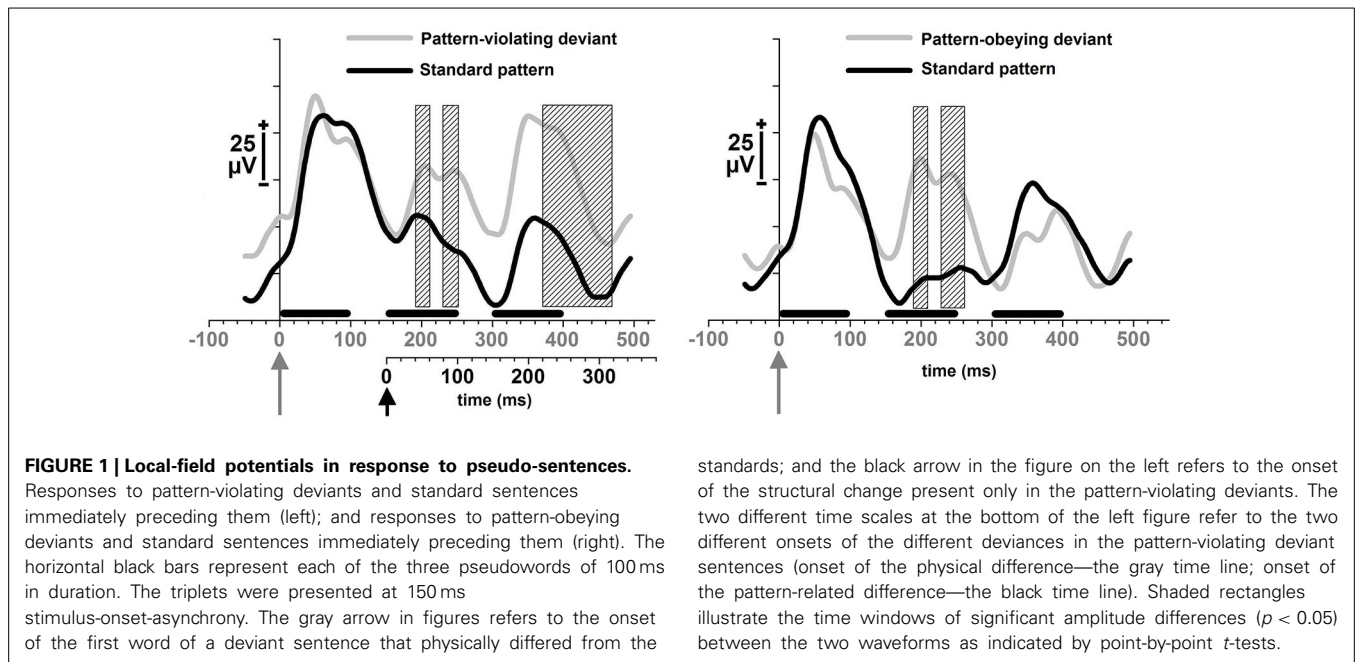 Pattern-violating deviant
Standard pattern
+
25
µV
–
-100 0 100 200 300 400 500
0 100 200 300
time (ms)
Pattern-obeying deviant
Standard pattern
+
25
µV
–
-100 0 100 200 300 400 500
time (ms)
FIGURE 1 | Local-field potentials in response to pseudo-sentences.
Responses to pattern-violating deviants and standard sentences
immediately preceding them (left); and responses to pattern-obeying
deviants and standard sentences immediately preceding them (right). The
horizontal black bars represent each of the three pseudowords of 100 ms
in duration. The triplets were presented at 150 ms
stimulus-onset-asynchrony. The gray arrow in figures refers to the onset
of the first word of a deviant sentence that physically differed from the
standards; and the black arrow in the figure on the left refers to the onset
of the structural change present only in the pattern-violating deviants. The
two different time scales at the bottom of the left figure refer to the two
different onsets of the different deviances in the pattern-violating deviant
sentences (onset of the physical difference—the gray time line; onset of
the pattern-related difference—the black time line). Shaded rectangles
illustrate the time windows of significant amplitude differences (p < 0.05)
between the two waveforms as indicated by point-by-point t-tests.